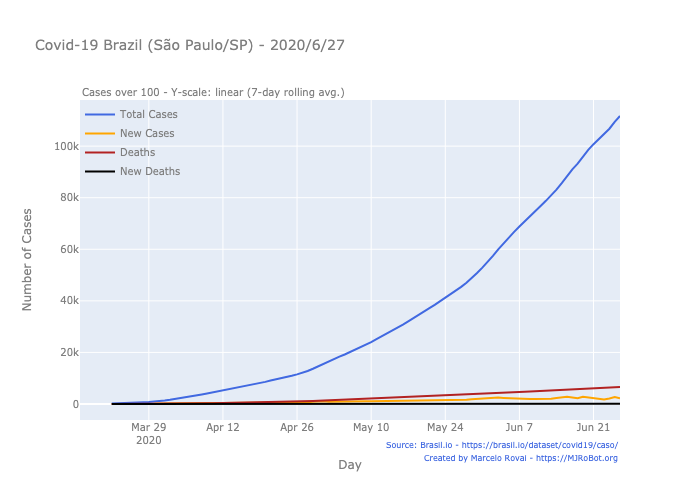 Covid-19 Brazil (São Paulo/SP) - 2020/6/27
Cases over 100 - Y-scale: linear (7-day rolling avg.)
Total Cases
New Cases
Deaths
New Deaths
100k
80k
60k
40k
20k
0
Number of Cases
Mar 29
2020
Apr 12
Apr 26
May 10
May 24
Jun 7
Jun 21
Day
Source: Brasil.io - https://brasil.io/dataset/covid19/caso/
Created by Marcelo Rovai - https://MJRoBot.org